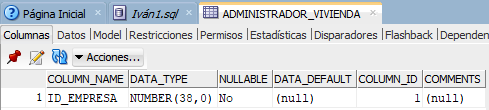 Página Inicial Iván1.sql ADMINISTRADOR_VIVIENDA
Columnas Datos Model Restricciones Permisos Estadísticas Disparadores Flashback Dependen
Acciones...
COLUMN_NAME DATA_TYPE NULLABLE DATA_DEFAULT COLUMN_ID COMMENTS
1 ID_EMPRESA NUMBER(38,0) No (null) 1 (null)